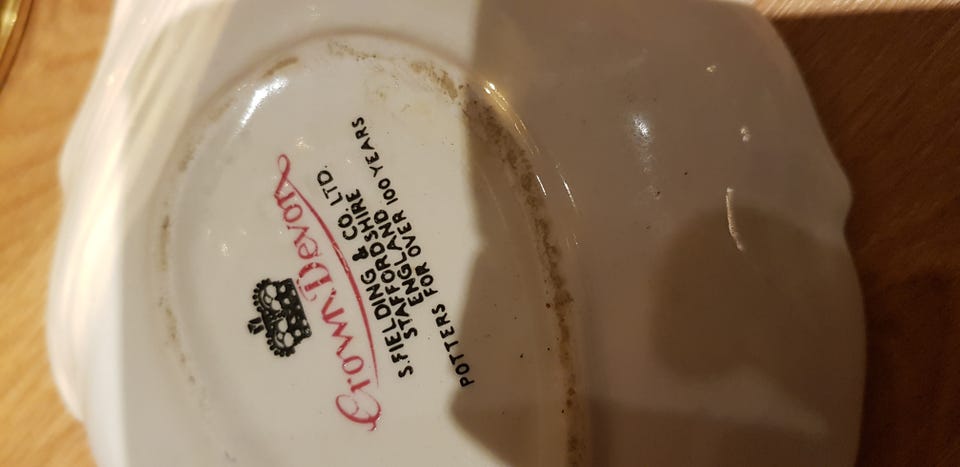 Crown Devon
S. FIELDING & CO. LTD.
STAFFORDSHIRE
ENGLAND
POTTERS FOR OVER 100 YEARS